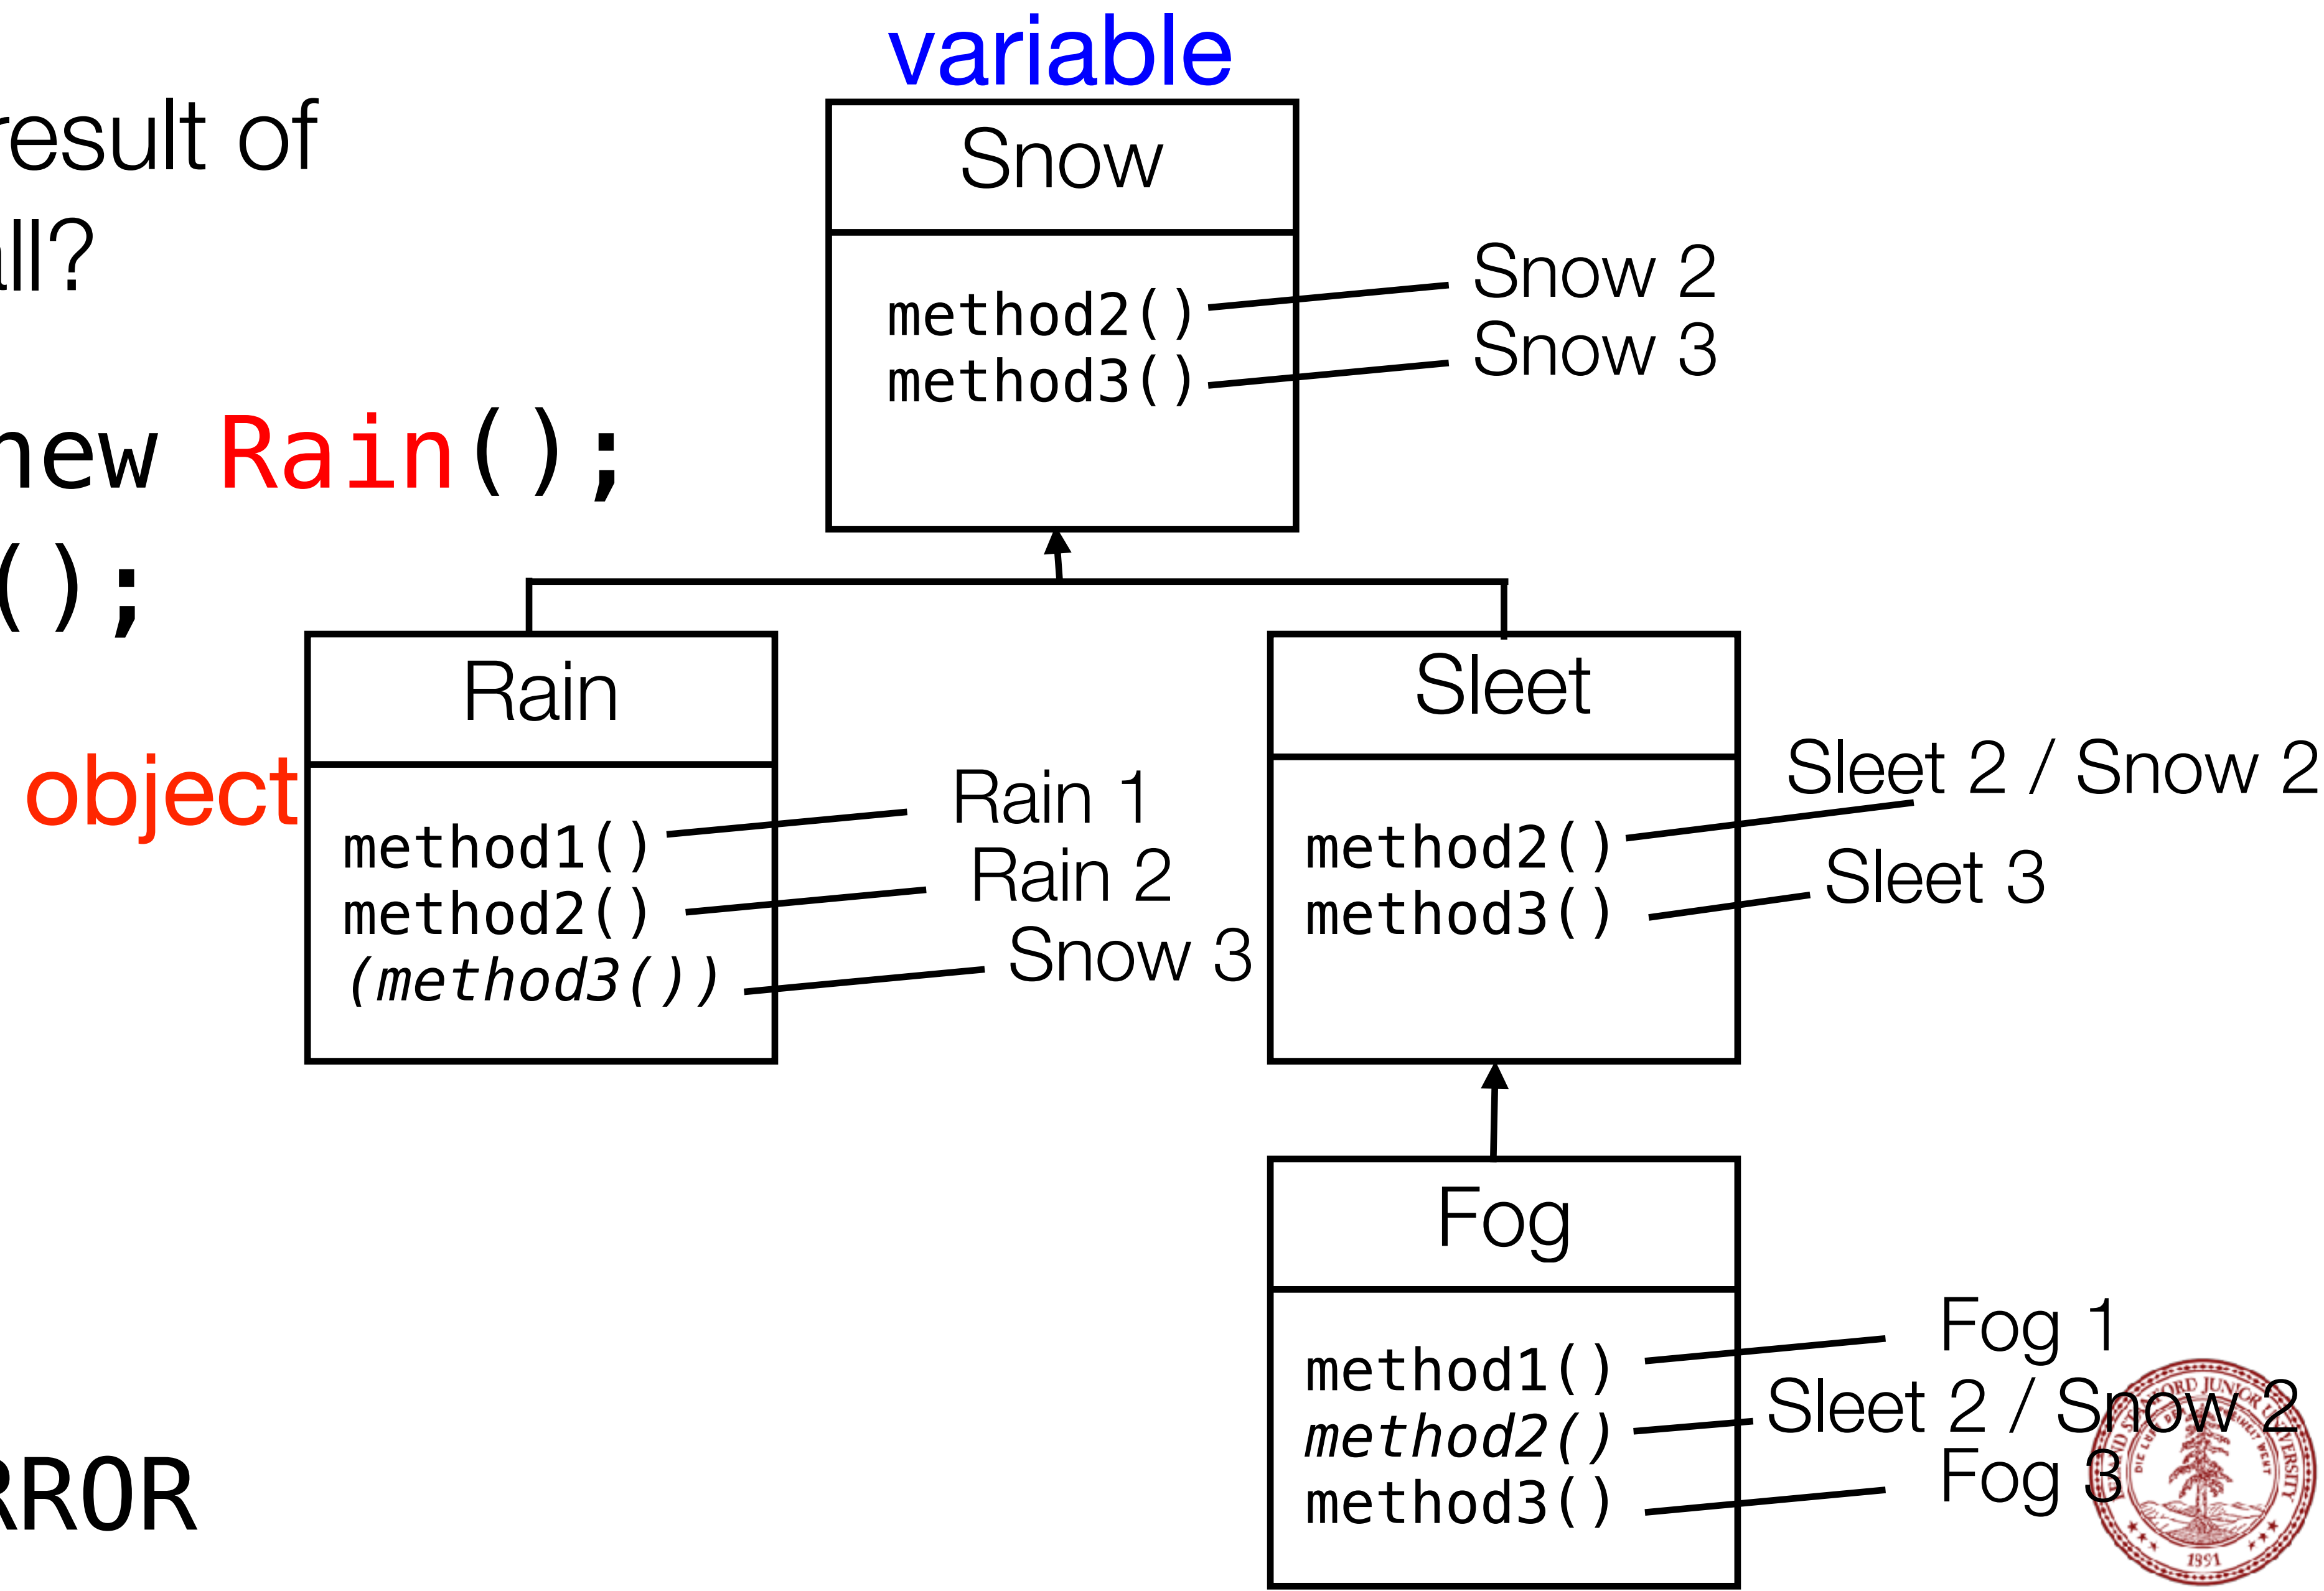 variable
result of
all?
new Rain();
();
object
Snow
method2()
method3()
Snow 2
Snow 3
Rain
method1()
method2()
(method3())
Rain 1
Rain 2
Snow 3
Sleet
method2()
method3()
Sleet 2 / Snow 2
Sleet 3
Fog
method1()
method2()
method3()
Fog 1
Sleet 2 / Snow 2
Fog 3
RROR
1891